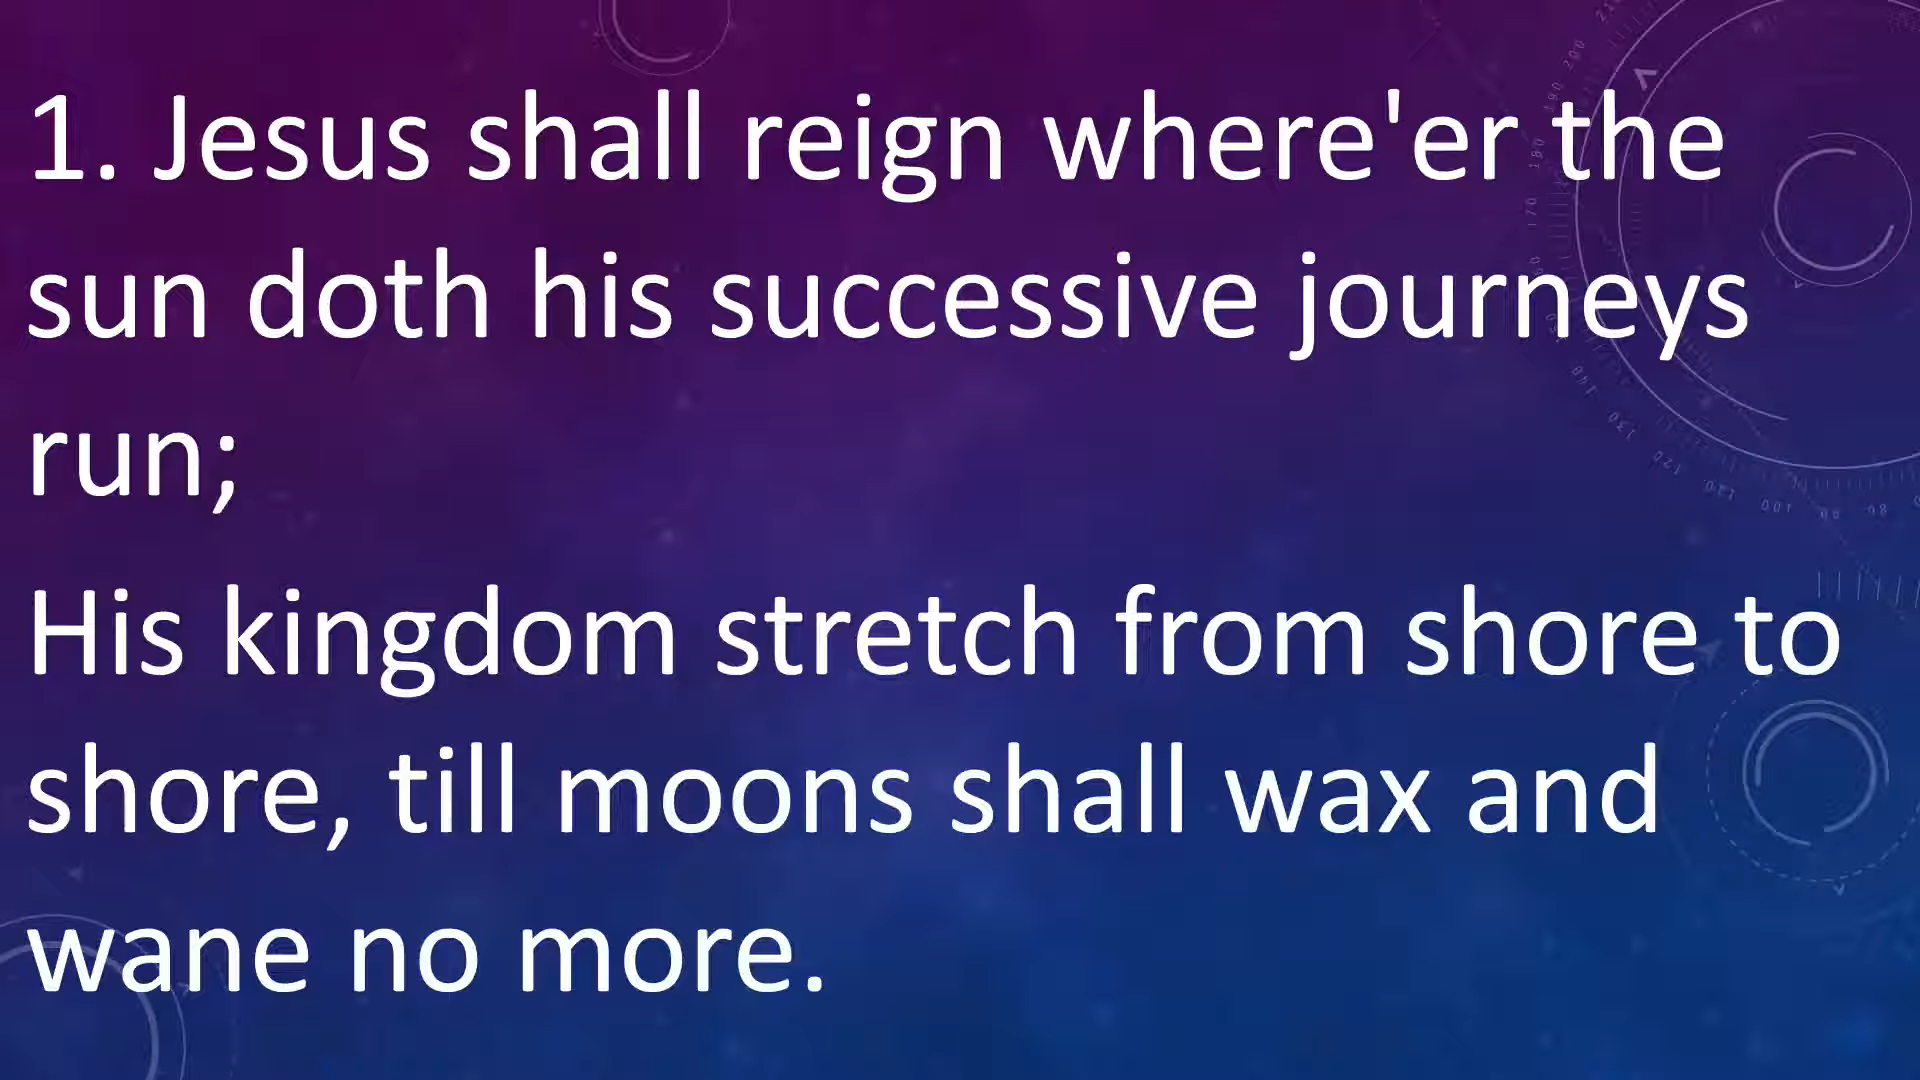 1. Jesus shall reign where'er the
sun doth his successive journeys
run;
His kingdom stretch from shore to
shore, till moons shall wax and
wane no more.